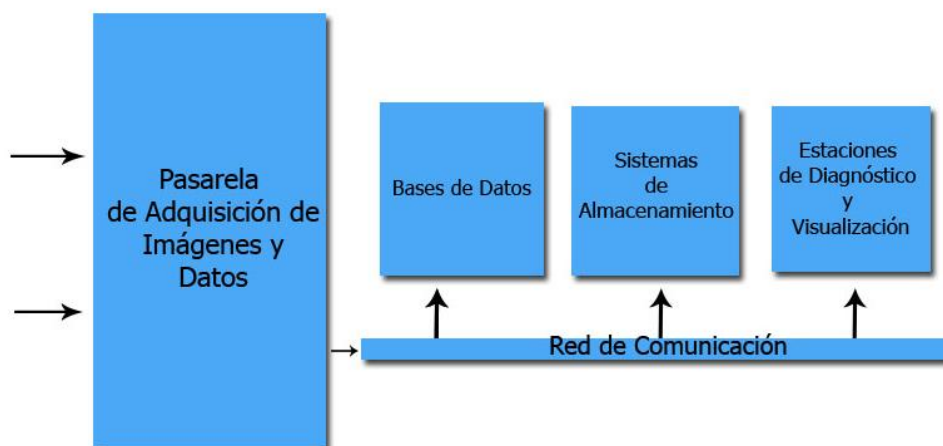 Pasarela
de Adquisición de
Imágenes y
Datos
Bases de Datos
Sistemas
de
Almacenamiento
Estaciones
de Diagnóstico
y
Visualización
Red de Comunicación